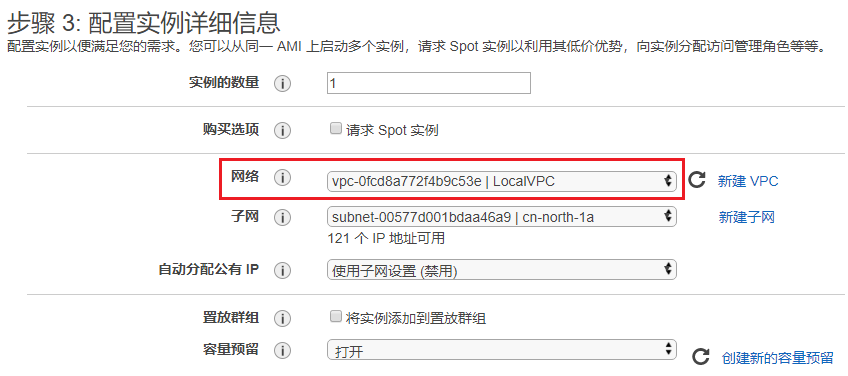 步骤 3: 配置实例详细信息
配置实例以便满足您的需求。您可以从同一 AMI 上启动多个实例，请求 Spot 实例以利用其低价优势，向实例分配访问管理角色等等。
实例的数量 i 1
购买选项 i 请求 Spot 实例
网络 i vpc-0fcd8a772f4b9c53e | LocalVPC 新建 VPC
子网 i subnet-00577d001bdaa46a9 | cn-north-1a 新建子网
121 个 IP 地址可用
自动分配公有 IP i 使用子网设置 (禁用)
置放群组 i 将实例添加到置放群组
容量预留 i 打开 创建新的容量预留